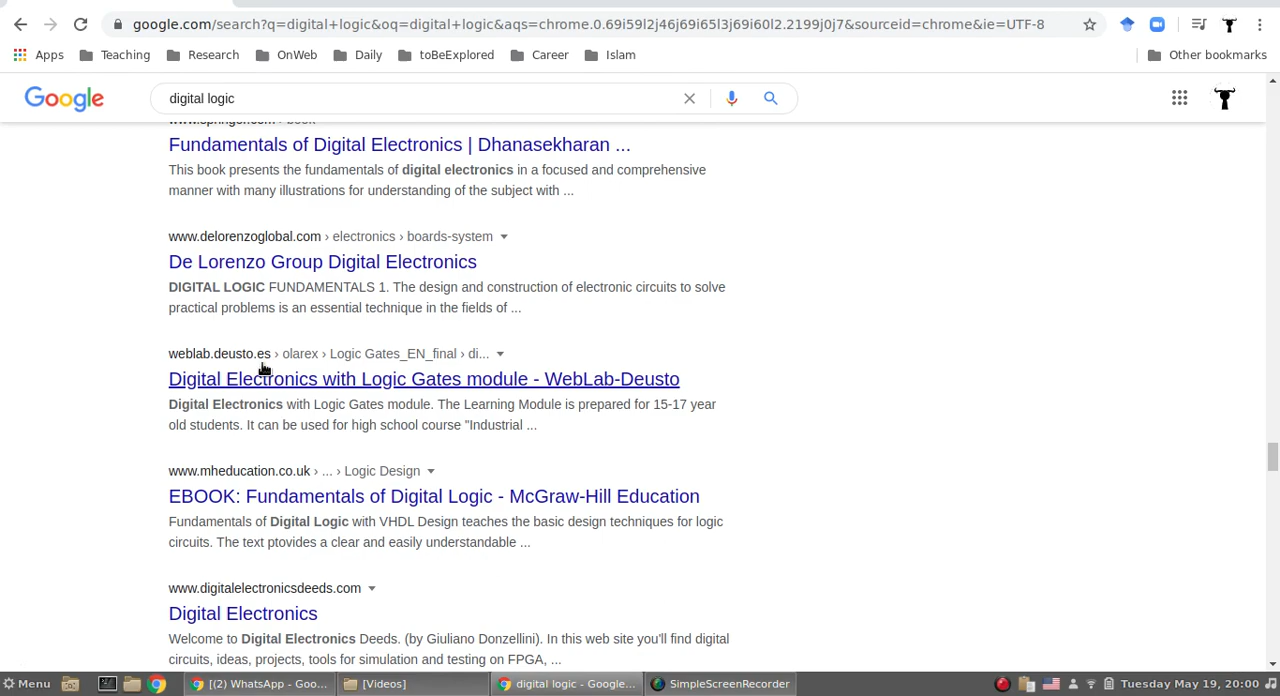 google.com/search?q=digital+logic&oq=digital+logic&aqs=chrome.0.69i59l2j46j69i65l3j69i60l2.2199j0j7&sourceid=chrome&ie=UTF-8
Apps Teaching Research OnWeb Daily toBeExplored Career Islam Other bookmarks
Google digital logic
www.springer.com › book
Fundamentals of Digital Electronics | Dhanasekharan ...
This book presents the fundamentals of digital electronics in a focused and comprehensive
manner with many illustrations for understanding of the subject with ...
www.delorenzoglobal.com › electronics › boards-system
De Lorenzo Group Digital Electronics
DIGITAL LOGIC FUNDAMENTALS 1. The design and construction of electronic circuits to solve
practical problems is an essential technique in the fields of ...
weblab.deusto.es › olarex › Logic Gates_EN_final › di...
Digital Electronics with Logic Gates module - WebLab-Deusto
Digital Electronics with Logic Gates module. The Learning Module is prepared for 15-17 year
old students. It can be used for high school course "Industrial ...
www.mheducation.co.uk › ... › Logic Design
EBOOK: Fundamentals of Digital Logic - McGraw-Hill Education
Fundamentals of Digital Logic with VHDL Design teaches the basic design techniques for logic
circuits. The text ptovides a clear and easily understandable ...
www.digitalelectronicsdeeds.com
Digital Electronics
Welcome to Digital Electronics Deeds. (by Giuliano Donzellini). In this web site you'll find digital
circuits, ideas, projects, tools for simulation and testing on FPGA, ...
Menu [(2) WhatsApp - Goo... [Videos] digital logic - Google... SimpleScreenRecorder Tuesday May 19, 20:00